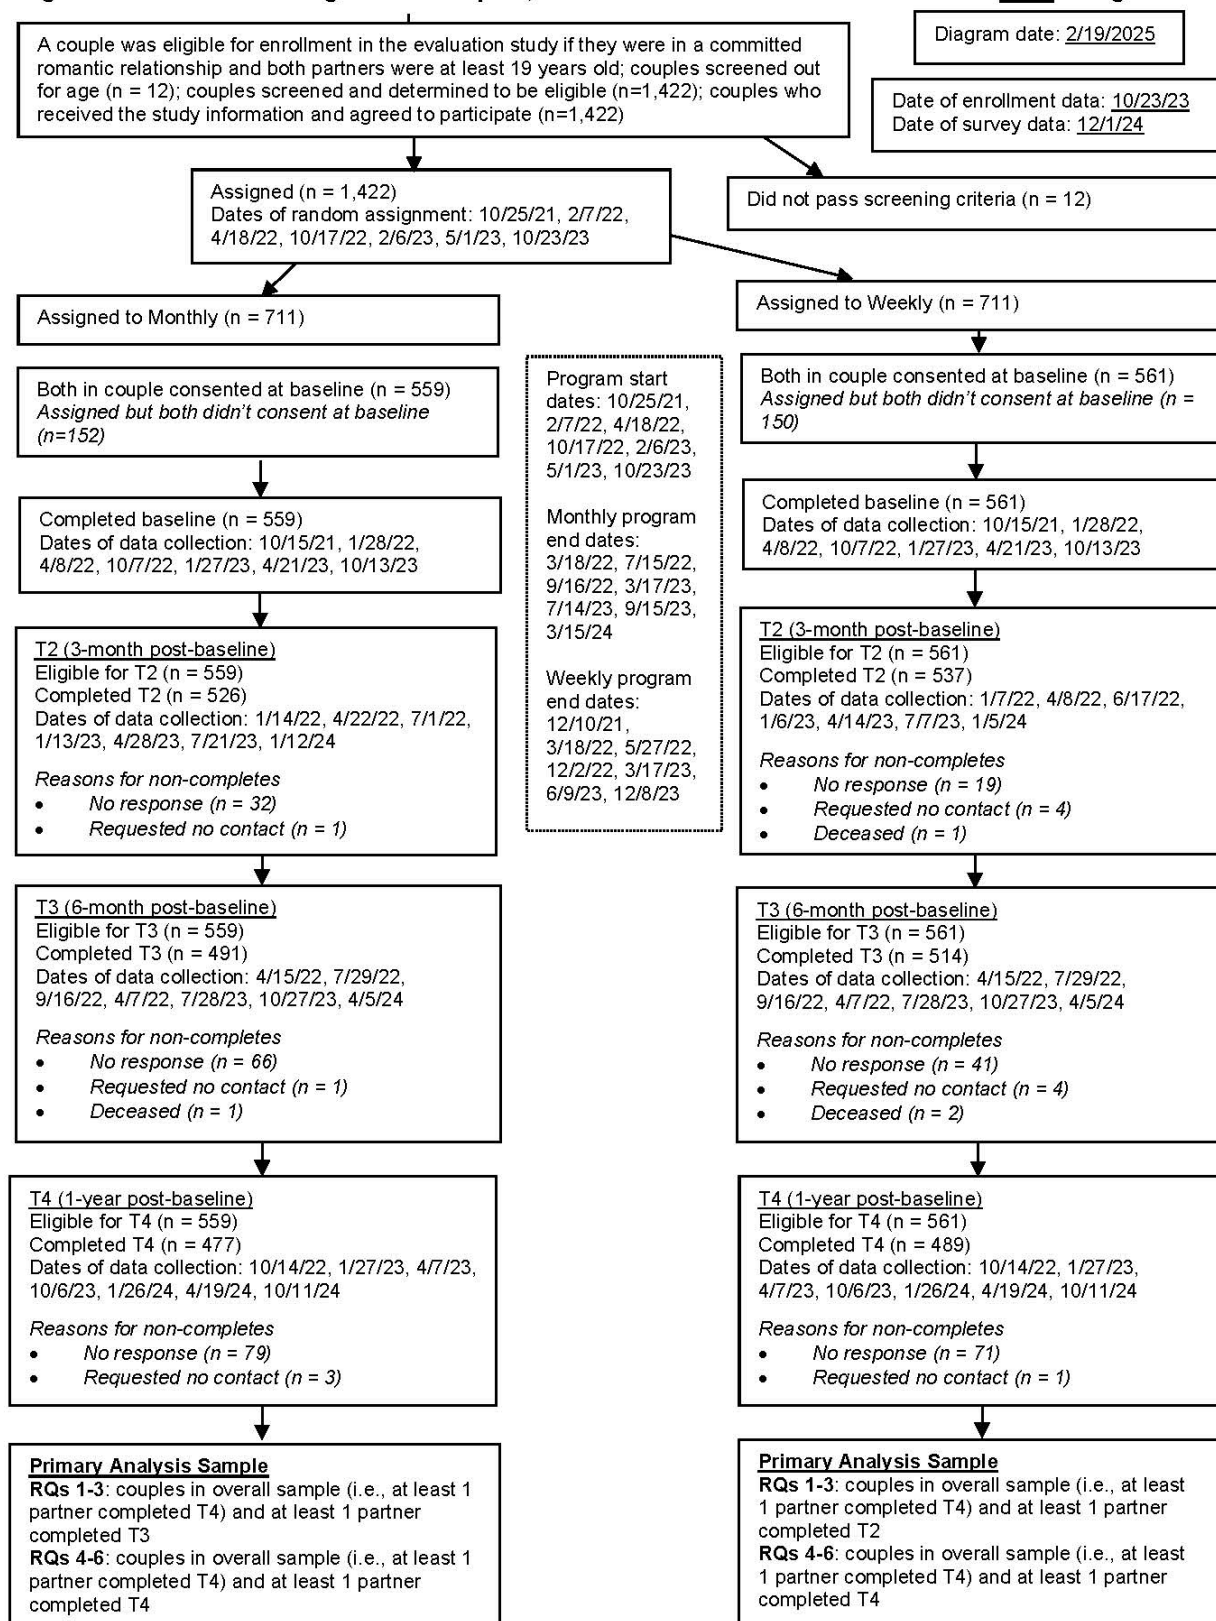 A couple was eligible for enrollment in the evaluation study if they were in a committed
romantic relationship and both partners were at least 19 years old; couples screened out
for age (n = 12); couples screened and determined to be eligible (n=1,422); couples who
received the study information and agreed to participate (n=1,422)
Diagram date: 2/19/2025
Date of enrollment data: 10/23/23
Date of survey data: 12/1/24
Assigned (n = 1,422)
Dates of random assignment: 10/25/21, 2/7/22,
4/18/22, 10/17/22, 2/6/23, 5/1/23, 10/23/23
Did not pass screening criteria (n = 12)
Assigned to Monthly (n = 711)
Assigned to Weekly (n = 711)
Both in couple consented at baseline (n = 559)
Assigned but both didn't consent at baseline
(n=152)
Program start
dates: 10/25/21,
2/7/22, 4/18/22,
10/17/22, 2/6/23,
5/1/23, 10/23/23
Monthly program
end dates:
3/18/22, 7/15/22,
9/16/22, 3/17/23,
7/14/23, 9/15/23,
3/15/24
Weekly program
end dates:
12/10/21,
3/18/22, 5/27/22,
12/2/22, 3/17/23,
6/9/23, 12/8/23
Both in couple consented at baseline (n = 561)
Assigned but both didn't consent at baseline (n =
150)
Completed baseline (n = 559)
Dates of data collection: 10/15/21, 1/28/22,
4/8/22, 10/7/22, 1/27/23, 4/21/23, 10/13/23
Completed baseline (n = 561)
Dates of data collection: 10/15/21, 1/28/22,
4/8/22, 10/7/22, 1/27/23, 4/21/23, 10/13/23
T2 (3-month post-baseline)
Eligible for T2 (n = 559)
Completed T2 (n = 526)
Dates of data collection: 1/14/22, 4/22/22, 7/1/22,
1/13/23, 4/28/23, 7/21/23, 1/12/24
Reasons for non-completes
• No response (n = 32)
• Requested no contact (n = 1)
T2 (3-month post-baseline)
Eligible for T2 (n = 561)
Completed T2 (n = 537)
Dates of data collection: 1/7/22, 4/8/22, 6/17/22,
1/6/23, 4/14/23, 7/7/23, 1/5/24
Reasons for non-completes
• No response (n = 19)
• Requested no contact (n = 4)
• Deceased (n = 1)
T3 (6-month post-baseline)
Eligible for T3 (n = 559)
Completed T3 (n = 491)
Dates of data collection: 4/15/22, 7/29/22,
9/16/22, 4/7/22, 7/28/23, 10/27/23, 4/5/24
Reasons for non-completes
• No response (n = 66)
• Requested no contact (n = 1)
• Deceased (n = 1)
T3 (6-month post-baseline)
Eligible for T3 (n = 561)
Completed T3 (n = 514)
Dates of data collection: 4/15/22, 7/29/22,
9/16/22, 4/7/22, 7/28/23, 10/27/23, 4/5/24
Reasons for non-completes
• No response (n = 41)
• Requested no contact (n = 4)
• Deceased (n = 2)
T4 (1-year post-baseline)
Eligible for T4 (n = 559)
Completed T4 (n = 477)
Dates of data collection: 10/14/22, 1/27/23, 4/7/23,
10/6/23, 1/26/24, 4/19/24, 10/11/24
Reasons for non-completes
• No response (n = 79)
• Requested no contact (n = 3)
T4 (1-year post-baseline)
Eligible for T4 (n = 561)
Completed T4 (n = 489)
Dates of data collection: 10/14/22, 1/27/23,
4/7/23, 10/6/23, 1/26/24, 4/19/24, 10/11/24
Reasons for non-completes
• No response (n = 71)
• Requested no contact (n = 1)
Primary Analysis Sample
RQs 1-3: couples in overall sample (i.e., at least 1
partner completed T4) and at least 1 partner
completed T3
RQs 4-6: couples in overall sample (i.e., at least 1
partner completed T4) and at least 1 partner
completed T4
Primary Analysis Sample
RQs 1-3: couples in overall sample (i.e., at least
1 partner completed T4) and at least 1 partner
completed T2
RQs 4-6: couples in overall sample (i.e., at least
1 partner completed T4) and at least 1 partner
completed T4